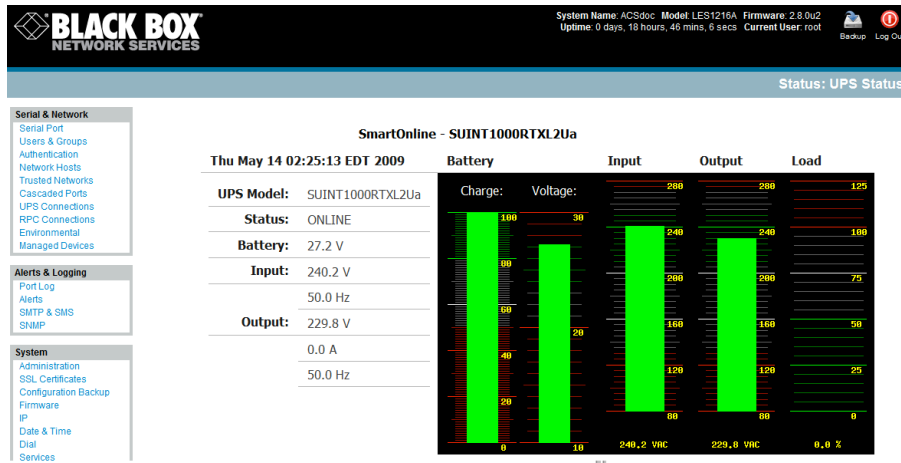 BLACK BOX®
NETWORK SERVICES
System Name: ACSdoc Model: LES1216A Firmware: 2.8.0u2
Uptime: 0 days, 18 hours, 46 mins, 6 secs Current User: root
Backup Log Ou
Status: UPS Status
Serial & Network
Serial Port
Users & Groups
Authentication
Network Hosts
Trusted Networks
Cascaded Ports
UPS Connections
RPC Connections
Environmental
Managed Devices
Alerts & Logging
Port Log
Alerts
SMTP & SMS
SNMP
System
Administration
SSL Certificates
Configuration Backup
Firmware
IP
Date & Time
Dial
Services
SmartOnline - SUINT1000RTXL2Ua
Thu May 14 02:25:13 EDT 2009 Battery Input Output Load
UPS Model: SUINT1000RTXL2Ua
Status: ONLINE
Battery: 27.2 V
Input: 240.2 V
50.0 Hz
Output: 229.8 V
0.0 A
50.0 Hz
Charge: Voltage:
100
80
60
40
20
0
30
20
10
280
240
200
160
120
80
240.2 VAC
280
240
200
160
120
80
229.8 VAC
125
100
75
50
25
0
0.0 %